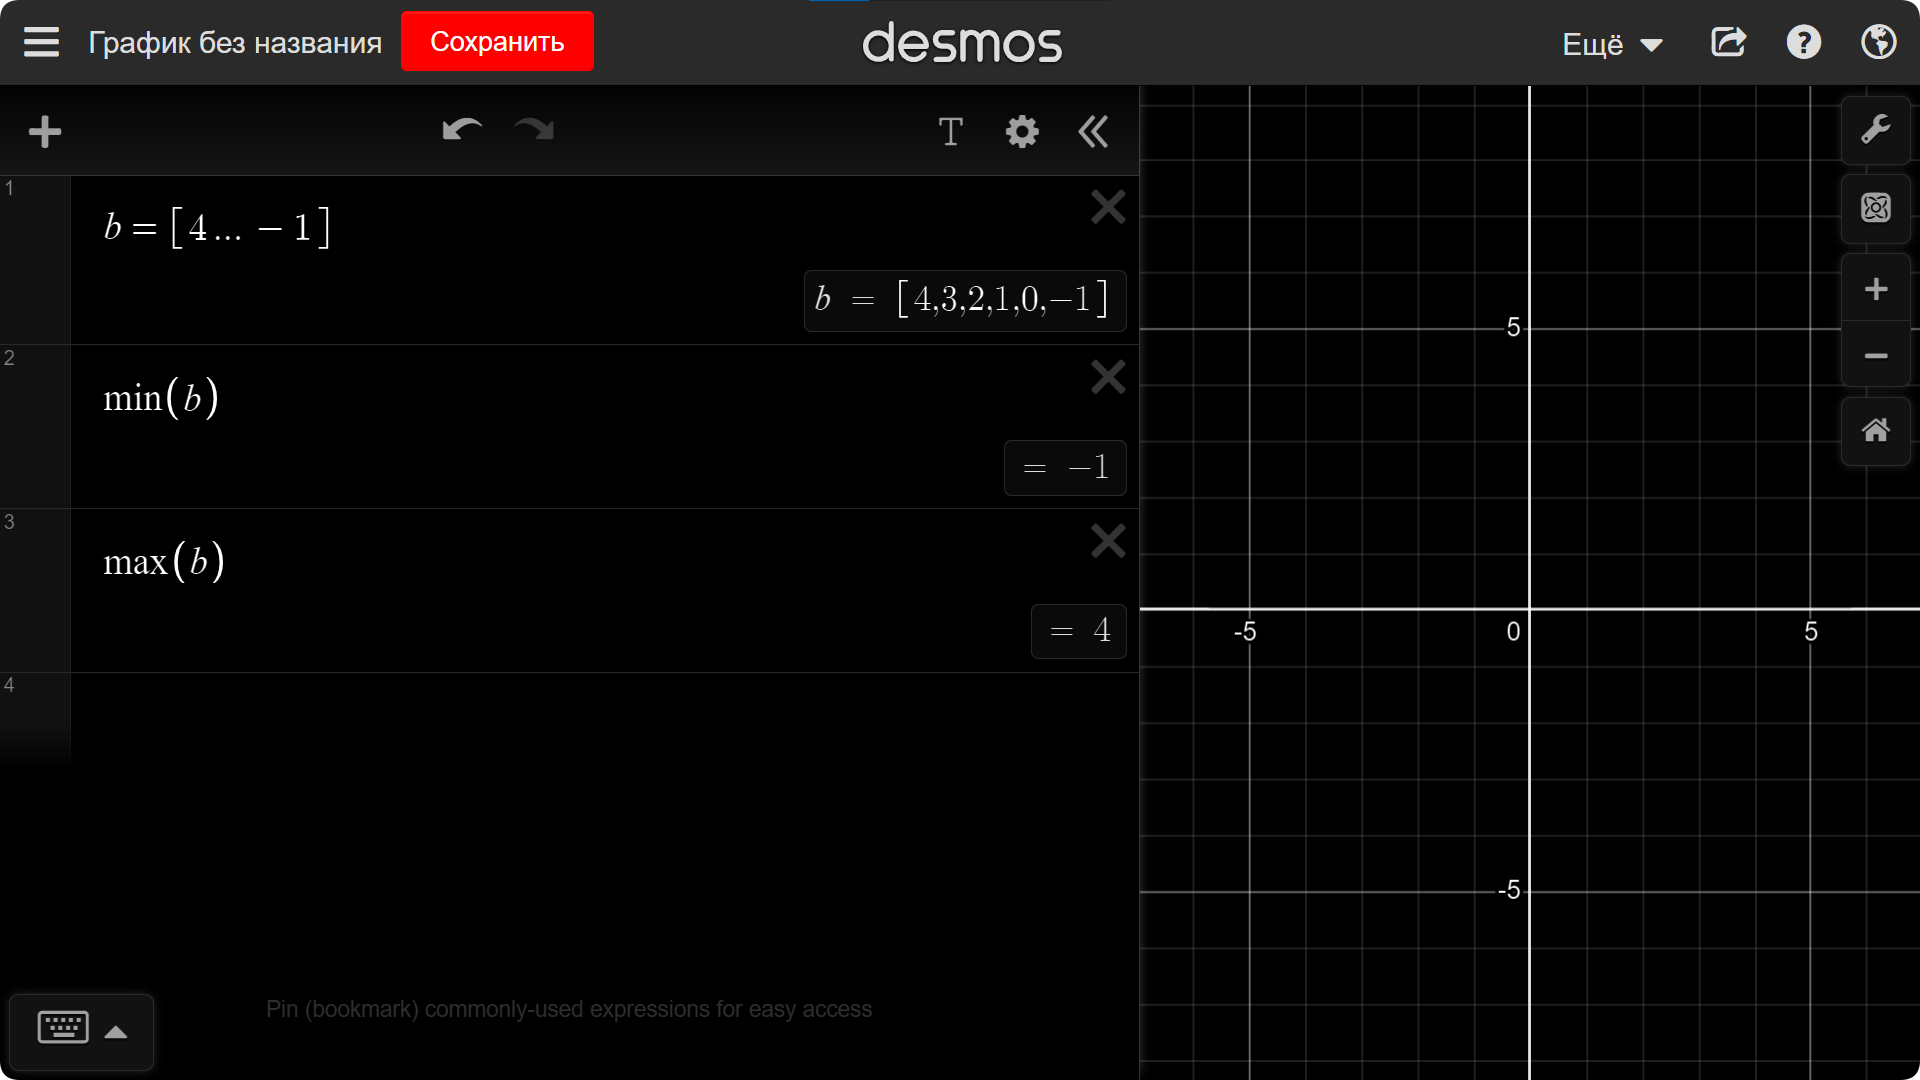 График без названия
Сохранить
desmos
Ещё
1
b = [4... − 1]
b = [4,3,2,1,0,−1]
2
min(b)
= −1
3
max(b)
= 4
4
5
-5
0
5
-5
Pin (bookmark) commonly-used expressions for easy access